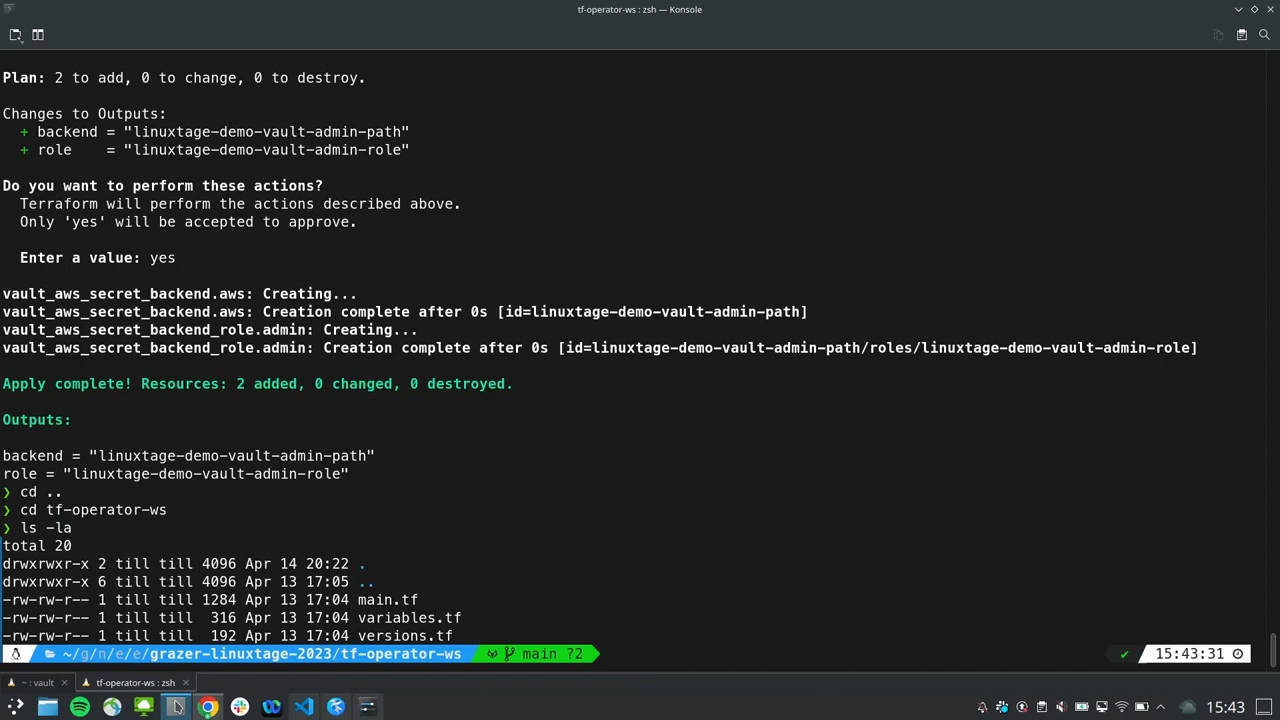 tf-operator-ws : zsh — Konsole
Plan: 2 to add, 0 to change, 0 to destroy.
Changes to Outputs:
+ backend = "linuxtage-demo-vault-admin-path"
+ role    = "linuxtage-demo-vault-admin-role"
Do you want to perform these actions?
Terraform will perform the actions described above.
Only 'yes' will be accepted to approve.
Enter a value: yes
vault_aws_secret_backend.aws: Creating...
vault_aws_secret_backend.aws: Creation complete after 0s [id=linuxtage-demo-vault-admin-path]
vault_aws_secret_backend_role.admin: Creating...
vault_aws_secret_backend_role.admin: Creation complete after 0s [id=linuxtage-demo-vault-admin-path/roles/linuxtage-demo-vault-admin-role]
Apply complete! Resources: 2 added, 0 changed, 0 destroyed.
Outputs:
backend = "linuxtage-demo-vault-admin-path"
role = "linuxtage-demo-vault-admin-role"
❯ cd ..
❯ cd tf-operator-ws
❯ ls -la
total 20
drwxrwxr-x 2 till till 4096 Apr 14 20:22 .
drwxrwxr-x 6 till till 4096 Apr 13 17:05 ..
-rw-rw-r-- 1 till till 1284 Apr 13 17:04 main.tf
-rw-rw-r-- 1 till till  316 Apr 13 17:04 variables.tf
-rw-rw-r-- 1 till till  192 Apr 13 17:04 versions.tf
~/g/n/e/e/grazer-linuxtage-2023/tf-operator-ws main ?2 ✔ 15:43:31
~ : vault tf-operator-ws : zsh
15:43